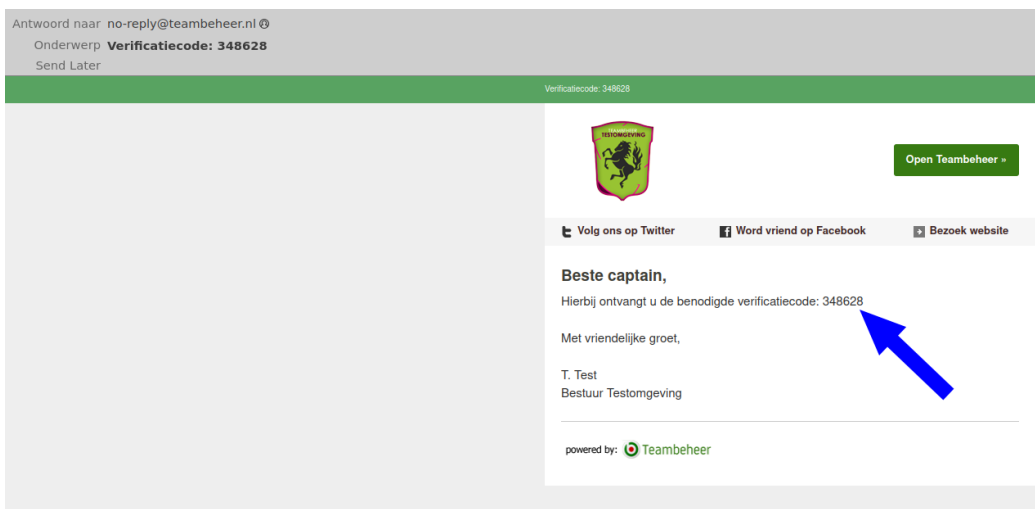 Antwoord naar no-reply@teambeheer.nl
Onderwerp Verificatiecode: 348628
Send Later
Verificatiecode: 348628
TESTOMGEVING
Open Teambeheer »
Volg ons op Twitter
Word vriend op Facebook
Bezoek website
Beste captain,
Hierbij ontvangt u de benodigde verificatiecode: 348628
Met vriendelijke groet,
T. Test
Bestuur Testomgeving
powered by: Teambeheer